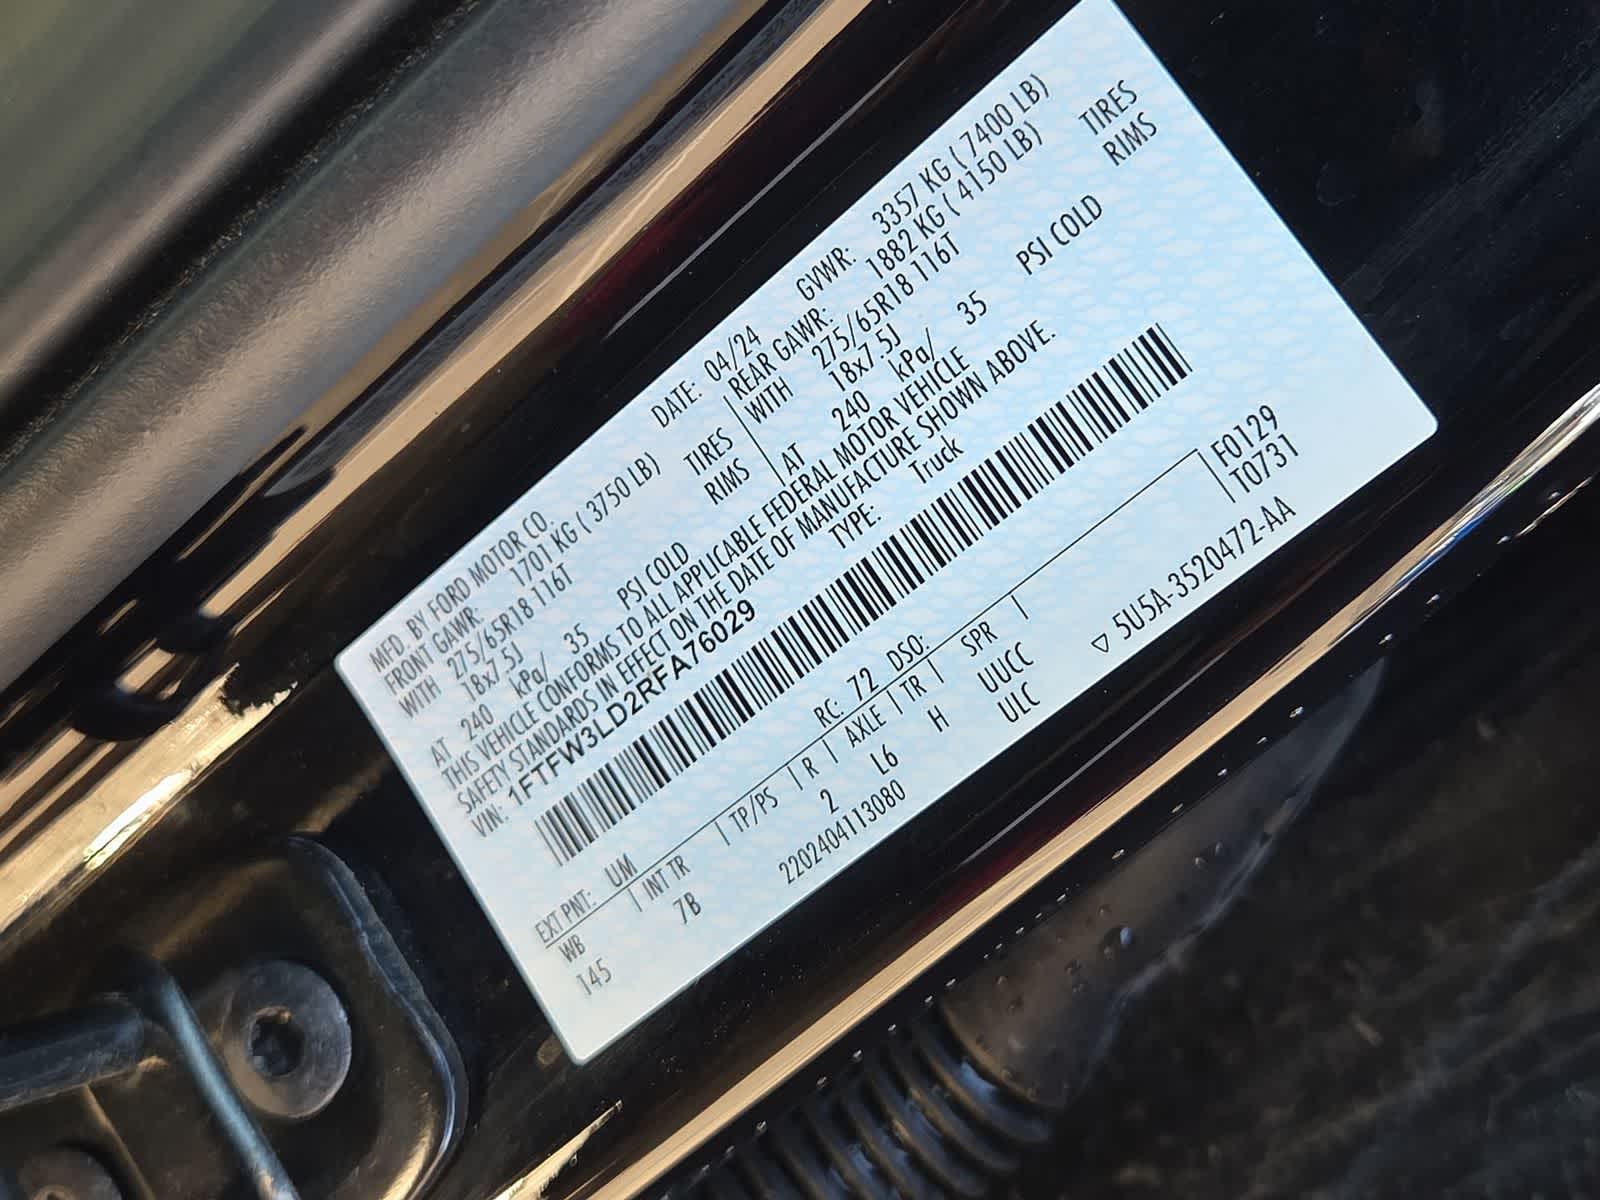 MFD. BY FORD MOTOR CO. DATE: 04/24 GVWR: 3357 KG ( 7400 LB)
FRONT GAWR: 1701 KG ( 3750 LB) REAR GAWR: 1882 KG ( 4150 LB)
WITH 275/65R18 116T TIRES WITH 275/65R18 116T TIRES
18x7.5J RIMS 18x7.5J RIMS
AT 240 kPa/ 35 PSI COLD AT 240 kPa/ 35 PSI COLD
THIS VEHICLE CONFORMS TO ALL APPLICABLE FEDERAL MOTOR VEHICLE
SAFETY STANDARDS IN EFFECT ON THE DATE OF MANUFACTURE SHOWN ABOVE.
VIN: 1FTFW3LD2RFA76029 TYPE: Truck
EXT PNT: UM RC: 72 DSO: F0129
WB INT TR TP/PS R AXLE TR SPR T0731
145 7B 2 L6 H UUCC
2202404113080 ULC
▽ 5U5A-3520472-AA